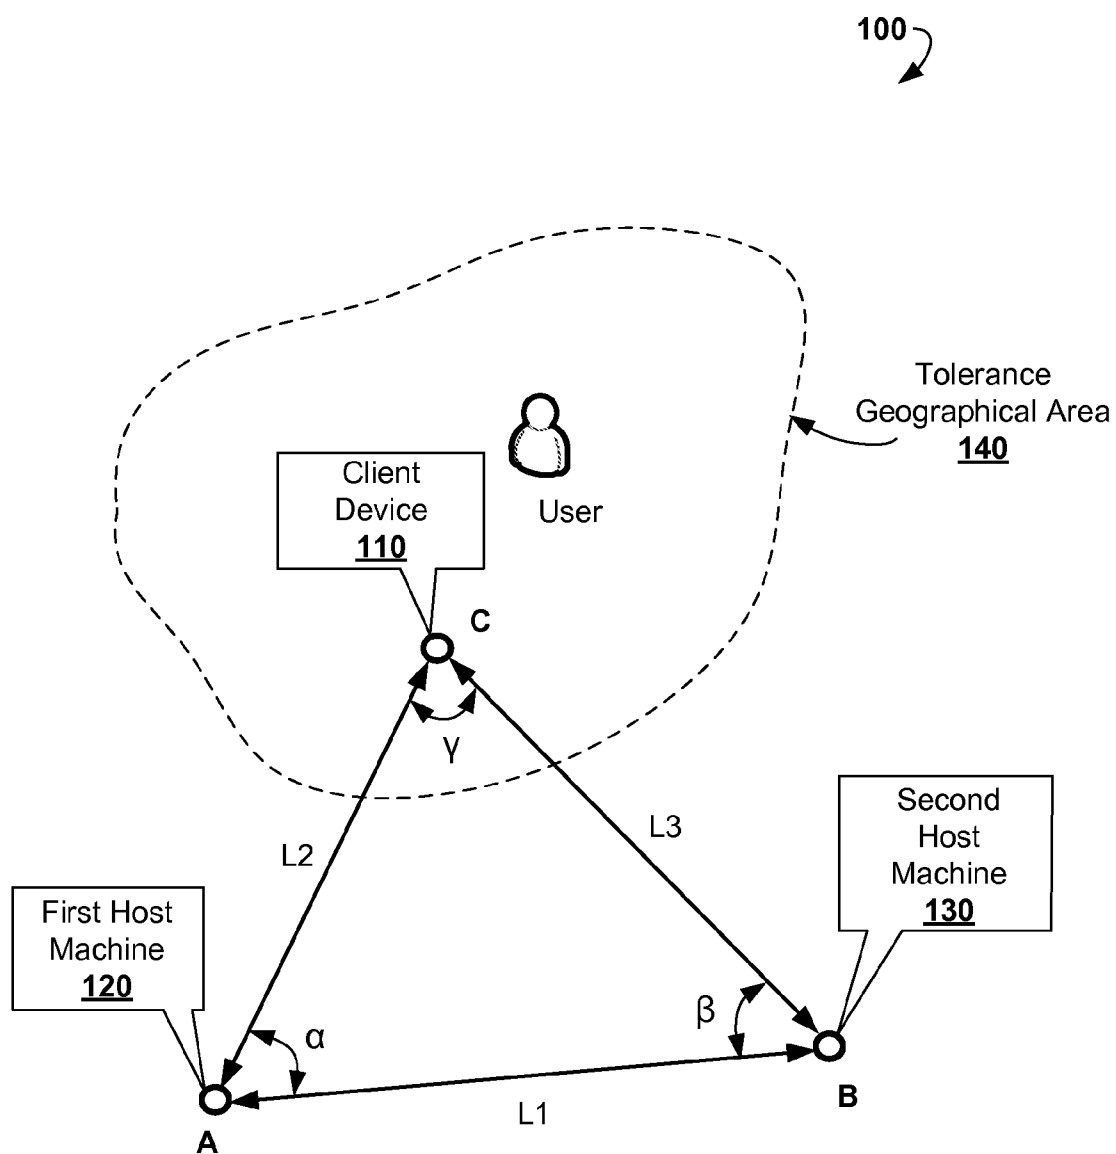 100
Tolerance
Geographical Area
140
Client
Device
110
User
C
γ
L2
L3
Second
Host
Machine
130
First Host
Machine
120
α
β
L1
A
B